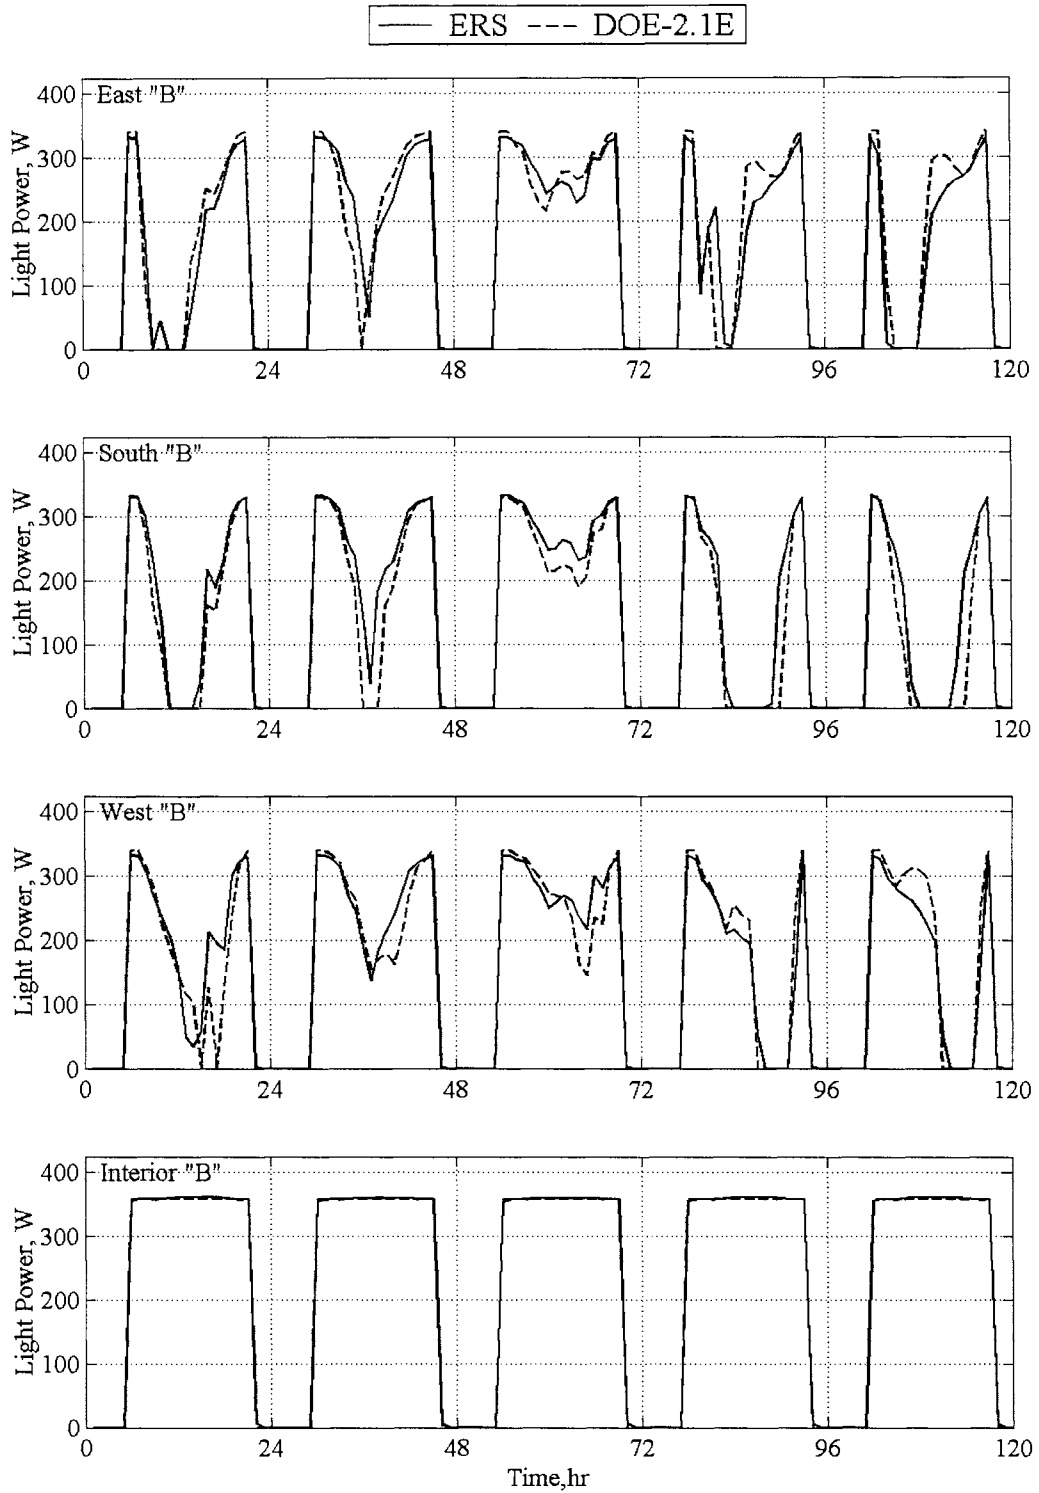 ERS DOE-2.1E
East "B"
Light Power, W
400
300
200
100
0
0 24 48 72 96 120
South "B"
Light Power, W
400
300
200
100
0
0 24 48 72 96 120
West "B"
Light Power, W
400
300
200
100
0
0 24 48 72 96 120
Interior "B"
Light Power, W
400
300
200
100
0
0 24 48 72 96 120
Time,hr